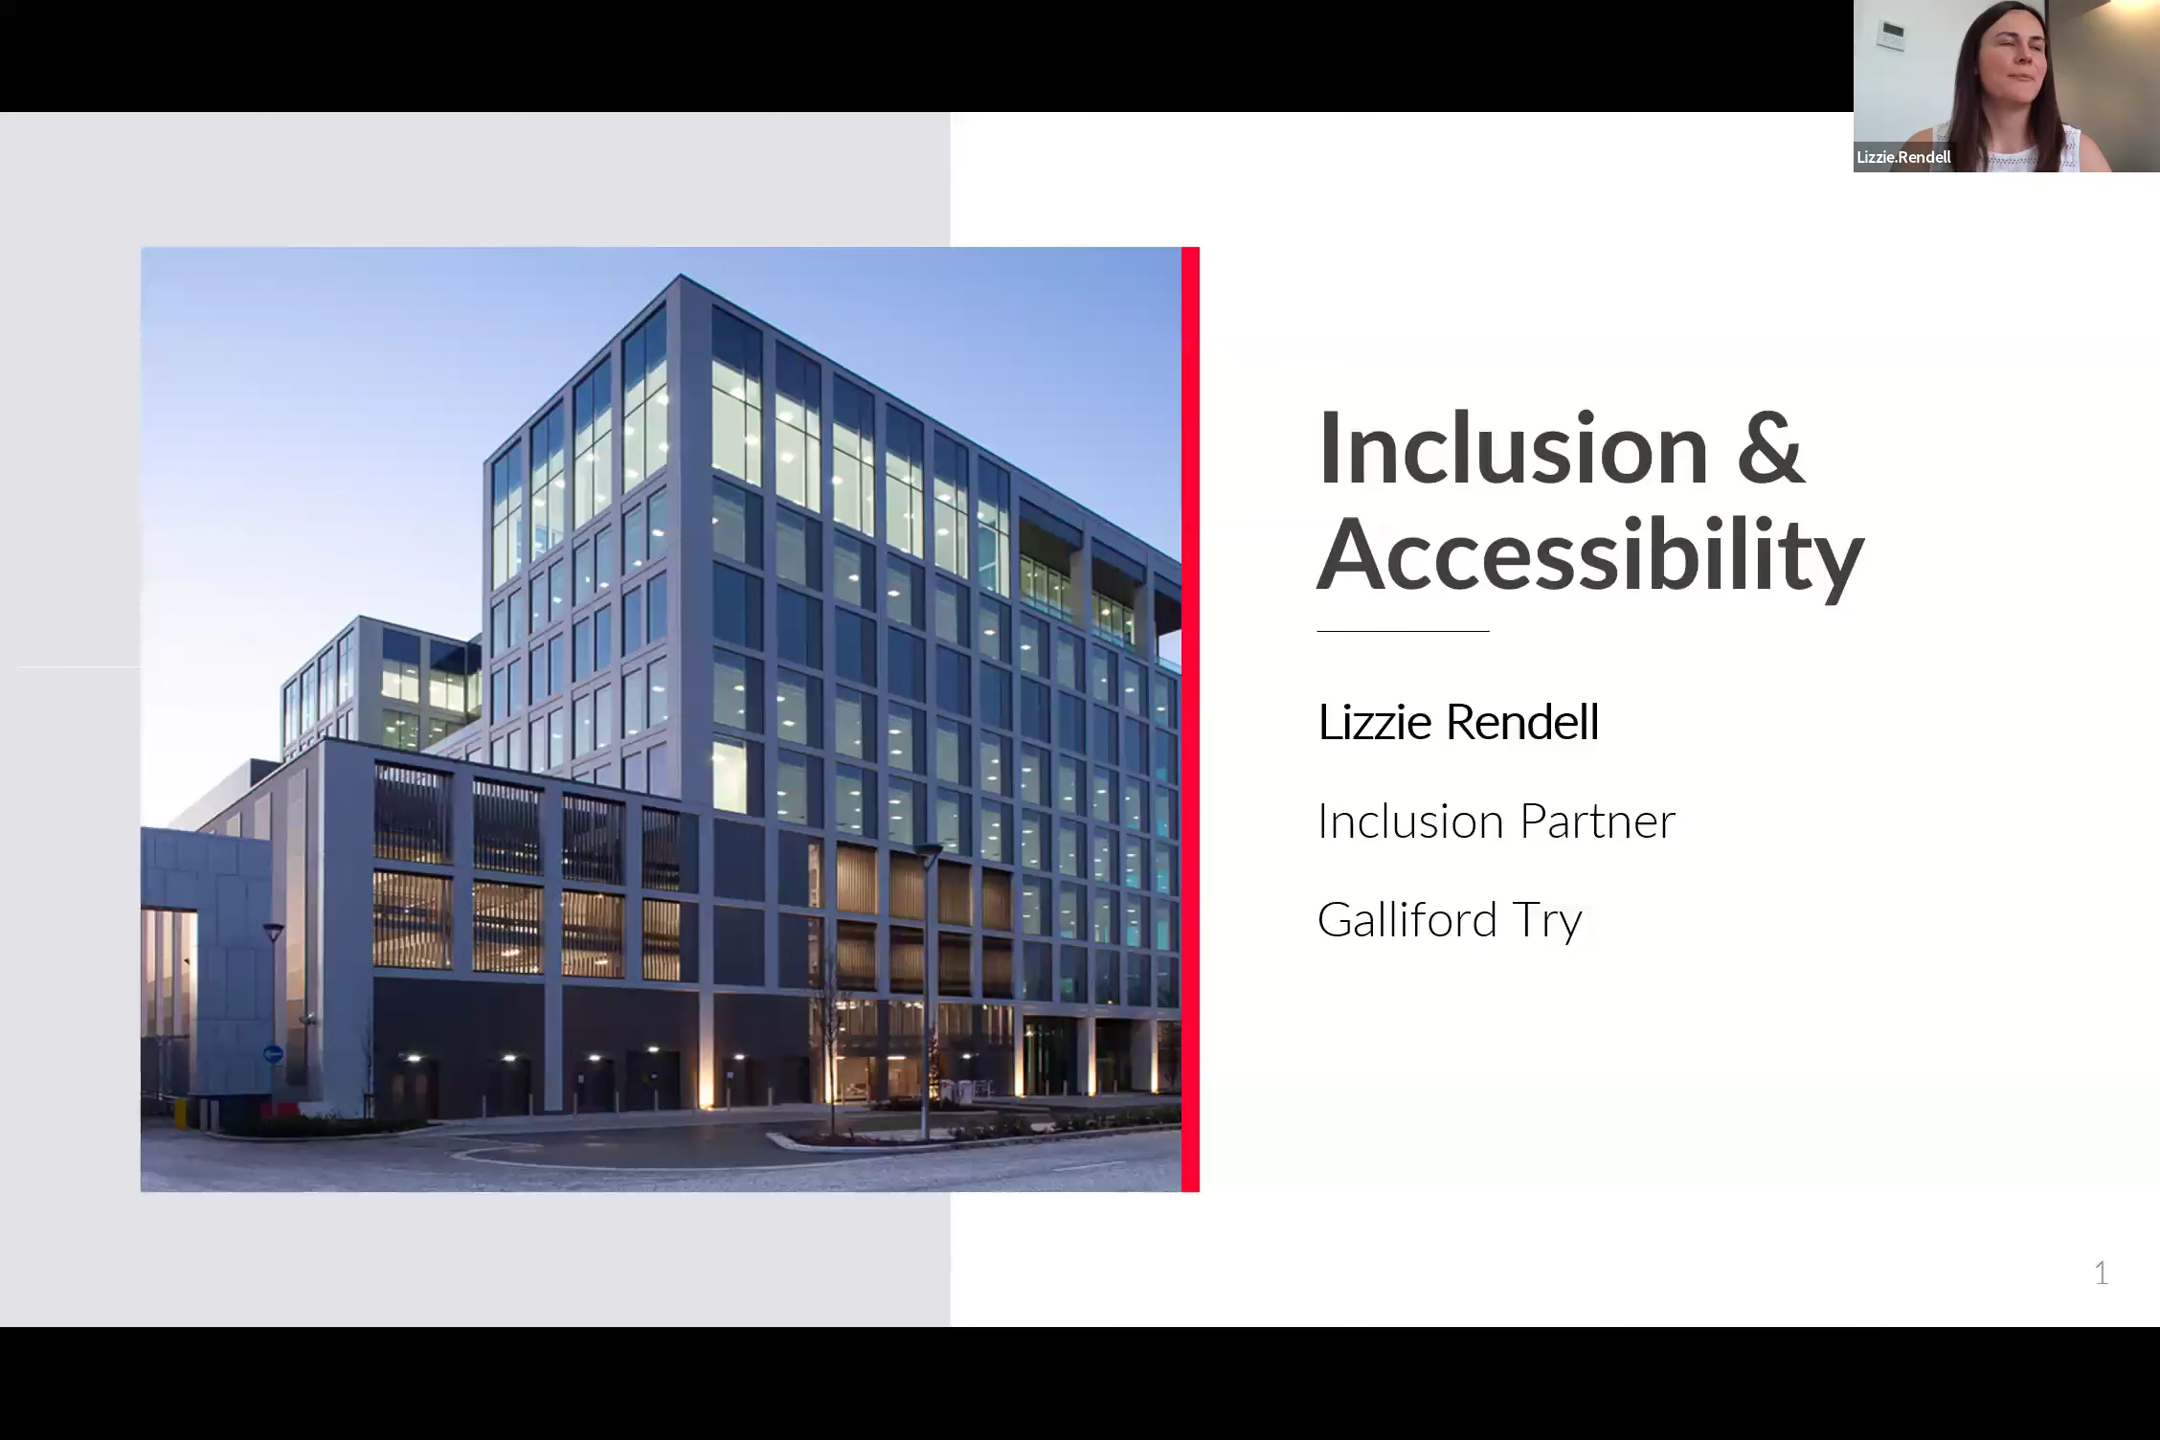 Lizzie.Rendell
Inclusion &
Accessibility
Lizzie Rendell
Inclusion Partner
Galliford Try
1